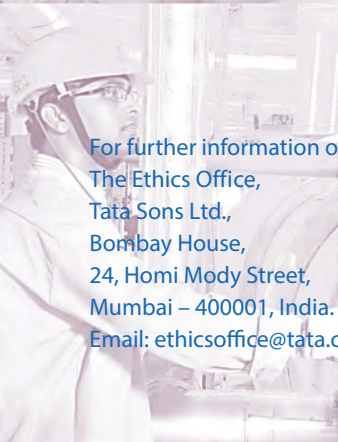 For further information o
The Ethics Office,
Tata Sons Ltd.,
Bombay House,
24, Homi Mody Street,
Mumbai – 400001, India.
Email: ethicsoffice@tata.c